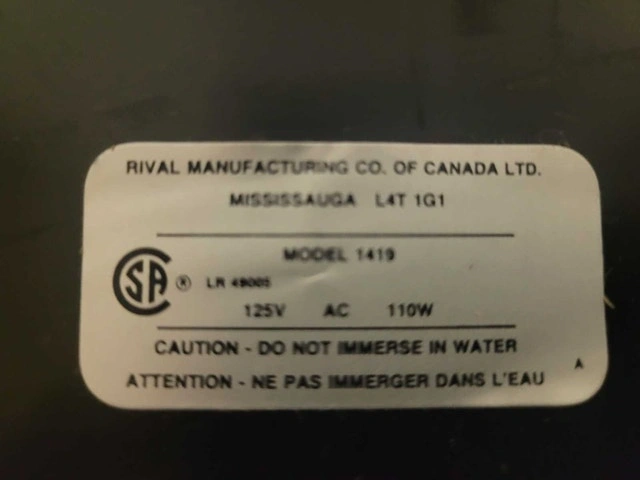 RIVAL MANUFACTURING CO. OF CANADA LTD.
MISSISSAUGA L4T 1G1
MODEL 1419
CSA ® LR 49005
125V AC 110W
CAUTION - DO NOT IMMERSE IN WATER
ATTENTION - NE PAS IMMERGER DANS L'EAU
A